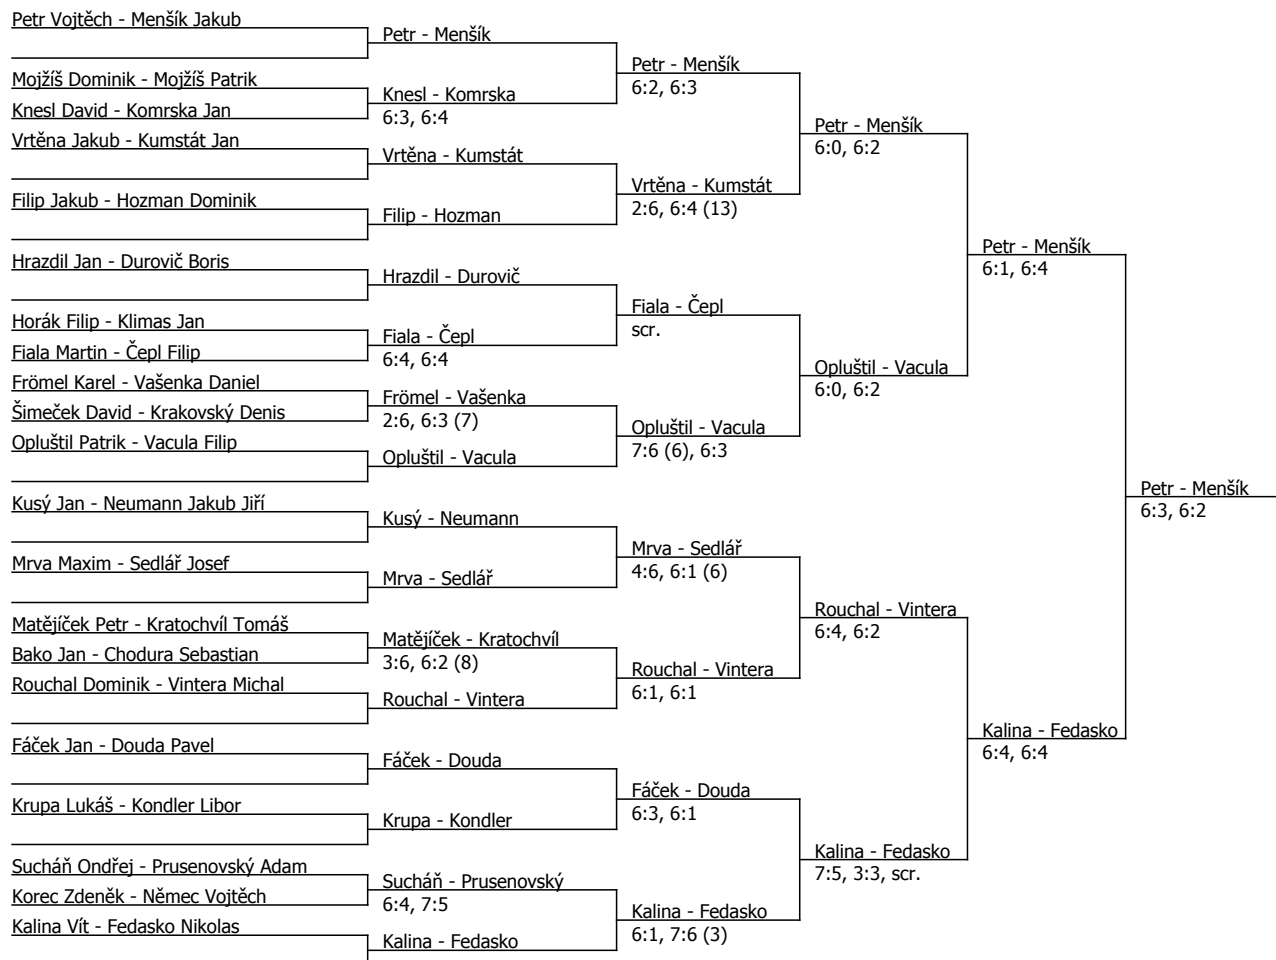 Petr Vojtěch - Menšík Jakub
Mojžíš Dominik - Mojžíš Patrik
Knesl David - Komrska Jan
Vrtěna Jakub - Kumstát Jan
Filip Jakub - Hozman Dominik
Hrazdil Jan - Durovič Boris
Horák Filip - Klimas Jan
Fiala Martin - Čepl Filip
Frömel Karel - Vašenka Daniel
Šimeček David - Krakovský Denis
Opluštil Patrik - Vacula Filip
Kusý Jan - Neumann Jakub Jiří
Mrva Maxim - Sedlář Josef
Matějíček Petr - Kratochvíl Tomáš
Bako Jan - Chodura Sebastian
Rouchal Dominik - Vintera Michal
Fáček Jan - Douda Pavel
Krupa Lukáš - Kondler Libor
Sucháň Ondřej - Prusenovský Adam
Korec Zdeněk - Němec Vojtěch
Kalina Vít - Fedasko Nikolas
Petr - Menšík
Knesl - Komrska
6:3, 6:4
Vrtěna - Kumstát
Filip - Hozman
Hrazdil - Durovič
Fiala - Čepl
6:4, 6:4
Frömel - Vašenka
2:6, 6:3 (7)
Opluštil - Vacula
Kusý - Neumann
Mrva - Sedlář
Matějíček - Kratochvíl
3:6, 6:2 (8)
Rouchal - Vintera
Fáček - Douda
Krupa - Kondler
Sucháň - Prusenovský
6:4, 7:5
Kalina - Fedasko
Petr - Menšík
6:2, 6:3
Vrtěna - Kumstát
2:6, 6:4 (13)
Fiala - Čepl
scr.
Opluštil - Vacula
7:6 (6), 6:3
Mrva - Sedlář
4:6, 6:1 (6)
Rouchal - Vintera
6:1, 6:1
Fáček - Douda
6:3, 6:1
Kalina - Fedasko
6:1, 7:6 (3)
Petr - Menšík
6:0, 6:2
Opluštil - Vacula
6:0, 6:2
Rouchal - Vintera
6:4, 6:2
Kalina - Fedasko
7:5, 3:3, scr.
Petr - Menšík
6:1, 6:4
Kalina - Fedasko
6:4, 6:4
Petr - Menšík
6:3, 6:2